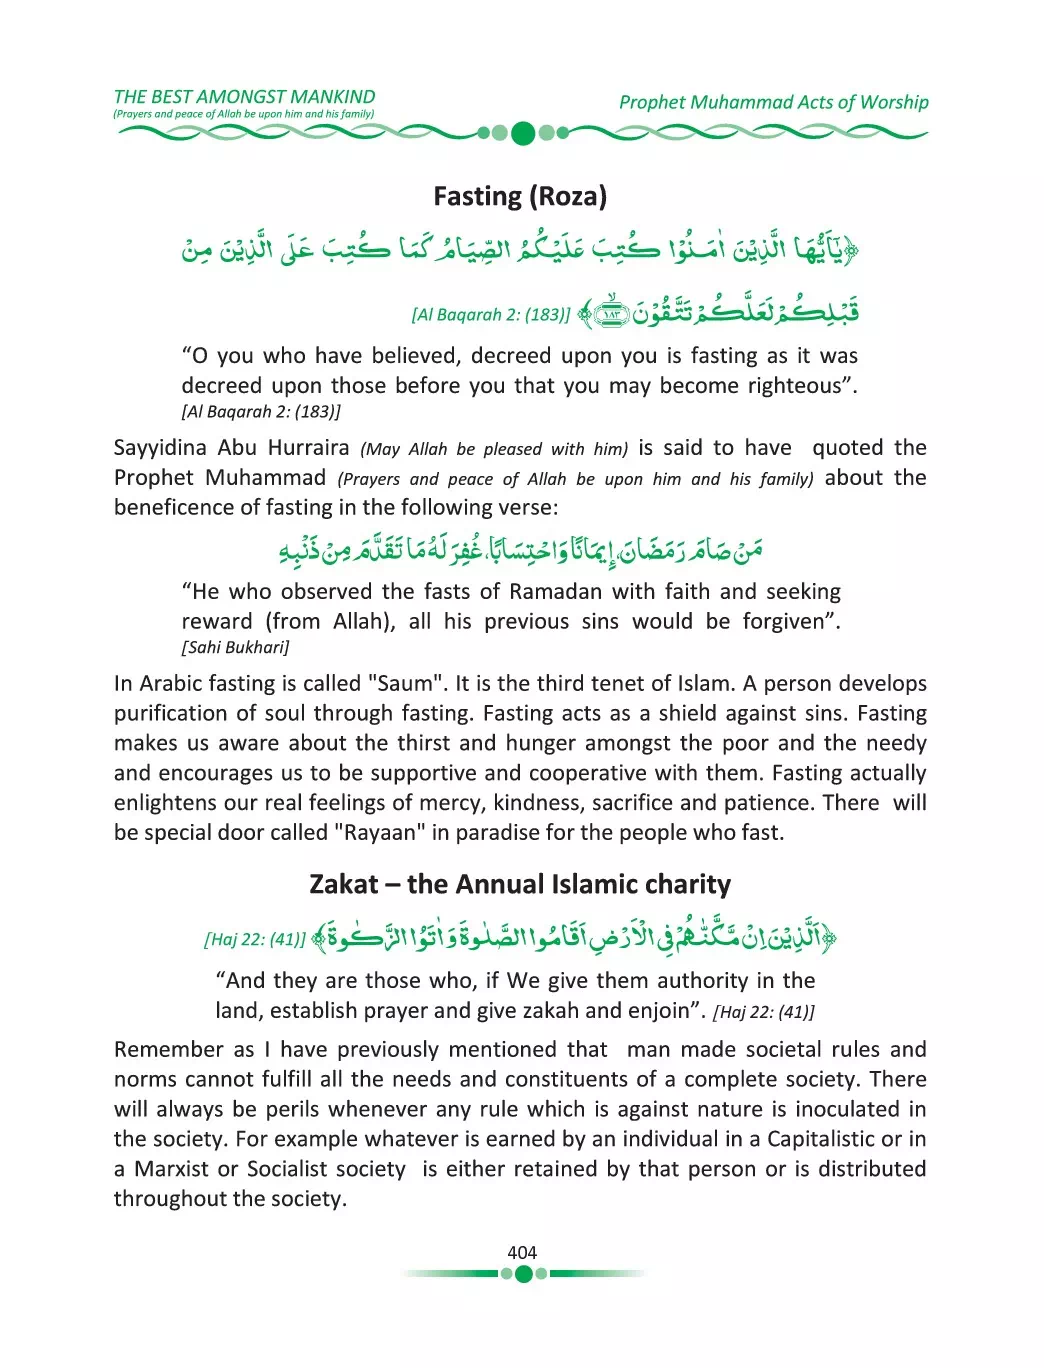 THE BEST AMONGST MANKIND
(Prayers and peace of Allah be upon him and his family)
Prophet Muhammad Acts of Worship
Fasting (Roza)
﴿يٰٓاَيُّهَا الَّذِيْنَ اٰمَنُوْا كُتِبَ عَلَيْكُمُ الصِّيَامُ كَمَا كُتِبَ عَلَى الَّذِيْنَ مِنْ
قَبْلِكُمْ لَعَلَّكُمْ تَتَّقُوْنَ ۙ۝١٨٣﴾ [Al Baqarah 2: (183)]
“O you who have believed, decreed upon you is fasting as it was
decreed upon those before you that you may become righteous”.
[Al Baqarah 2: (183)]
Sayyidina Abu Hurraira (May Allah be pleased with him) is said to have quoted the
Prophet Muhammad (Prayers and peace of Allah be upon him and his family) about the
beneficence of fasting in the following verse:
مَنْ صَامَ رَمَضَانَ، إِيمَانًا وَاحْتِسَابًا، غُفِرَ لَهُ مَا تَقَدَّمَ مِنْ ذَنْبِهِ
“He who observed the fasts of Ramadan with faith and seeking
reward (from Allah), all his previous sins would be forgiven”.
[Sahi Bukhari]
In Arabic fasting is called "Saum". It is the third tenet of Islam. A person develops
purification of soul through fasting. Fasting acts as a shield against sins. Fasting
makes us aware about the thirst and hunger amongst the poor and the needy
and encourages us to be supportive and cooperative with them. Fasting actually
enlightens our real feelings of mercy, kindness, sacrifice and patience. There will
be special door called "Rayaan" in paradise for the people who fast.
Zakat – the Annual Islamic charity
﴿اَلَّذِيْنَ اِنْ مَّكَّنّٰهُمْ فِى الْاَرْضِ اَقَامُوا الصَّلٰوةَ وَ اٰتَوُا الزَّكٰوةَ﴾ [Haj 22: (41)]
“And they are those who, if We give them authority in the
land, establish prayer and give zakah and enjoin”. [Haj 22: (41)]
Remember as I have previously mentioned that man made societal rules and
norms cannot fulfill all the needs and constituents of a complete society. There
will always be perils whenever any rule which is against nature is inoculated in
the society. For example whatever is earned by an individual in a Capitalistic or in
a Marxist or Socialist society is either retained by that person or is distributed
throughout the society.
404